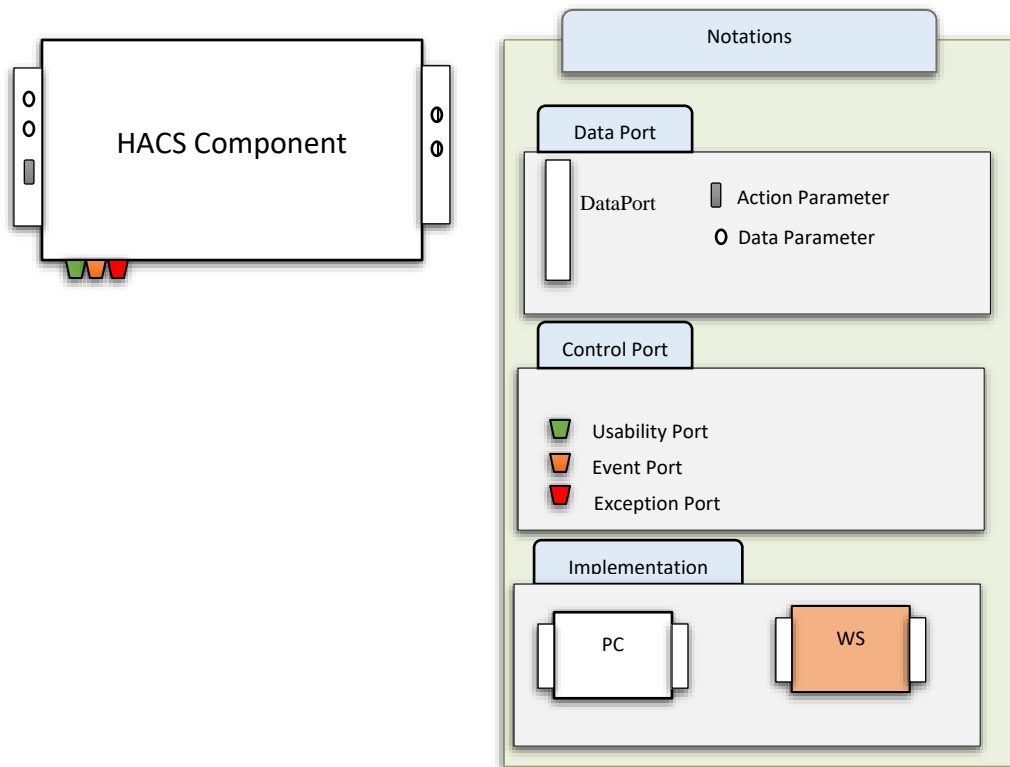 HACS Component
Notations
Data Port
DataPort
Action Parameter
Data Parameter
Control Port
Usability Port
Event Port
Exception Port
Implementation
PC
WS